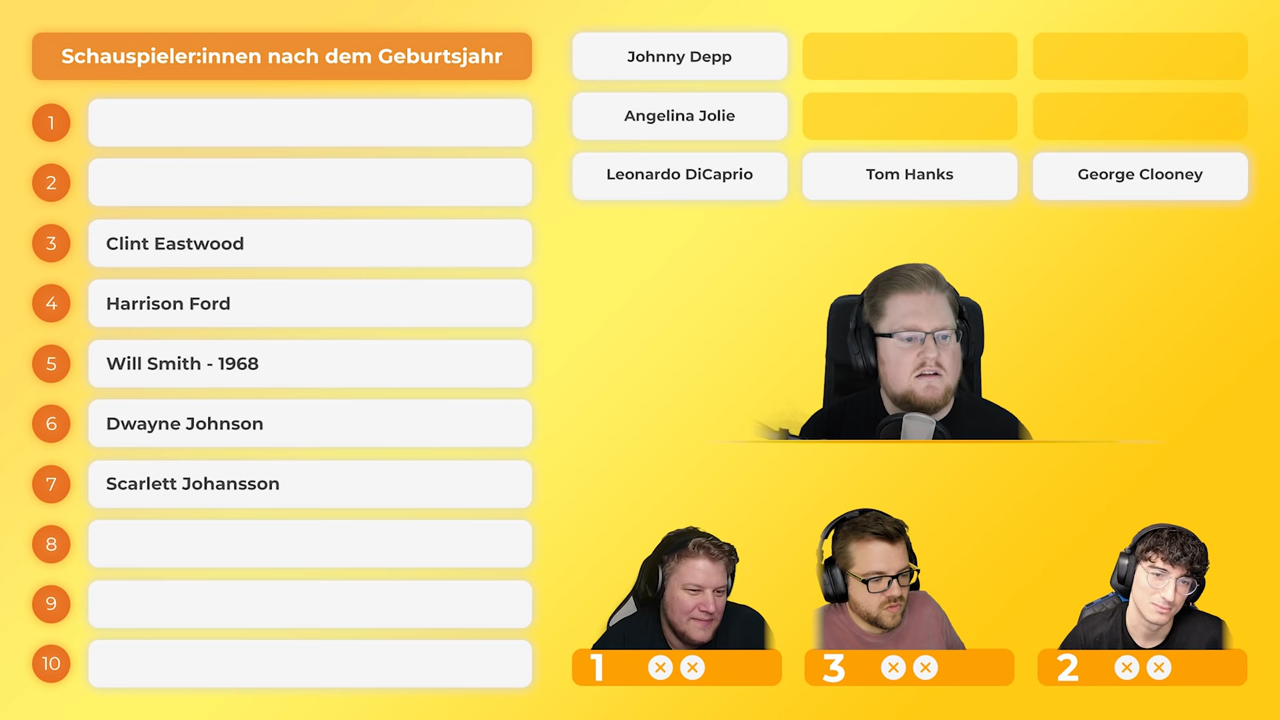 Schauspieler:innen nach dem Geburtsjahr
1
2
3 Clint Eastwood
4 Harrison Ford
5 Will Smith - 1968
6 Dwayne Johnson
7 Scarlett Johansson
8
9
10
Johnny Depp
Angelina Jolie
Leonardo DiCaprio Tom Hanks George Clooney
1 3 2